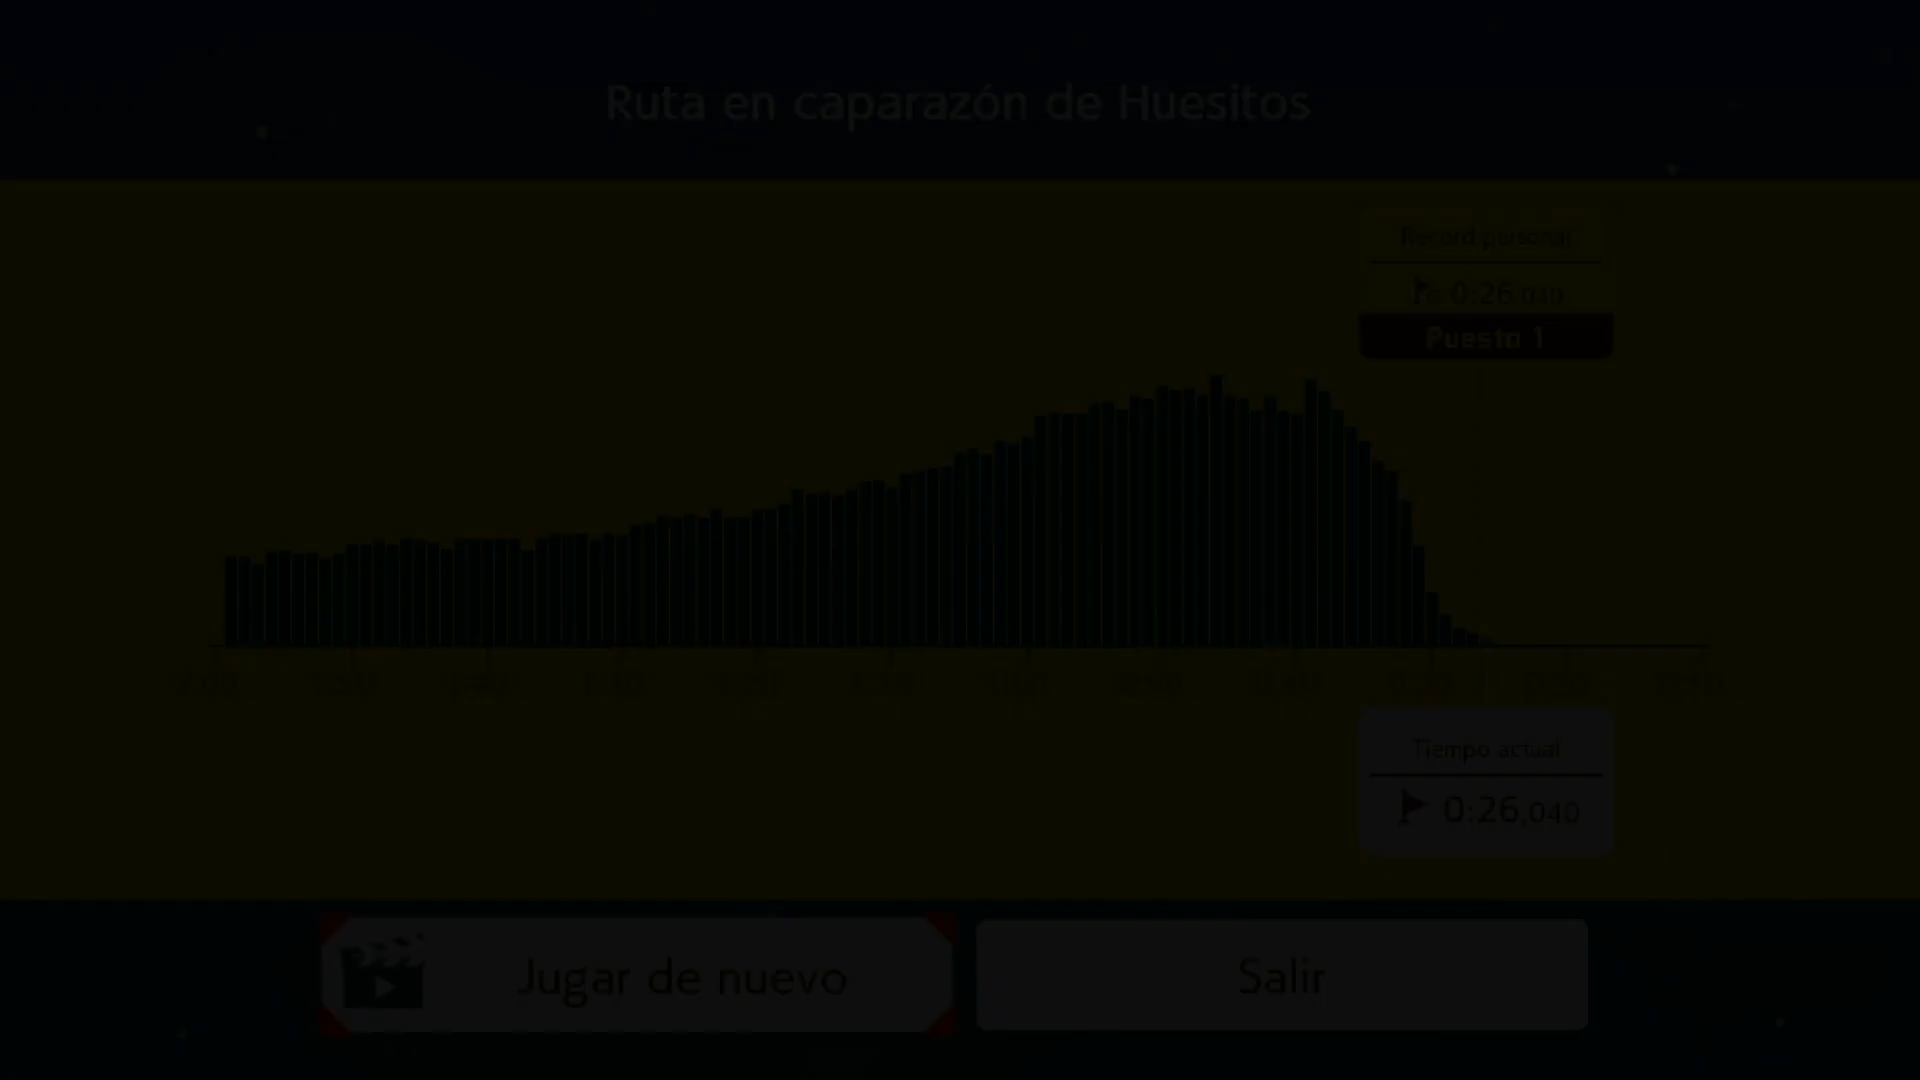 Ruta en caparazón de Huesitos
Récord personal
0:26.040
Puesto 1
Tiempo actual
0:26.040
Jugar de nuevo
Salir